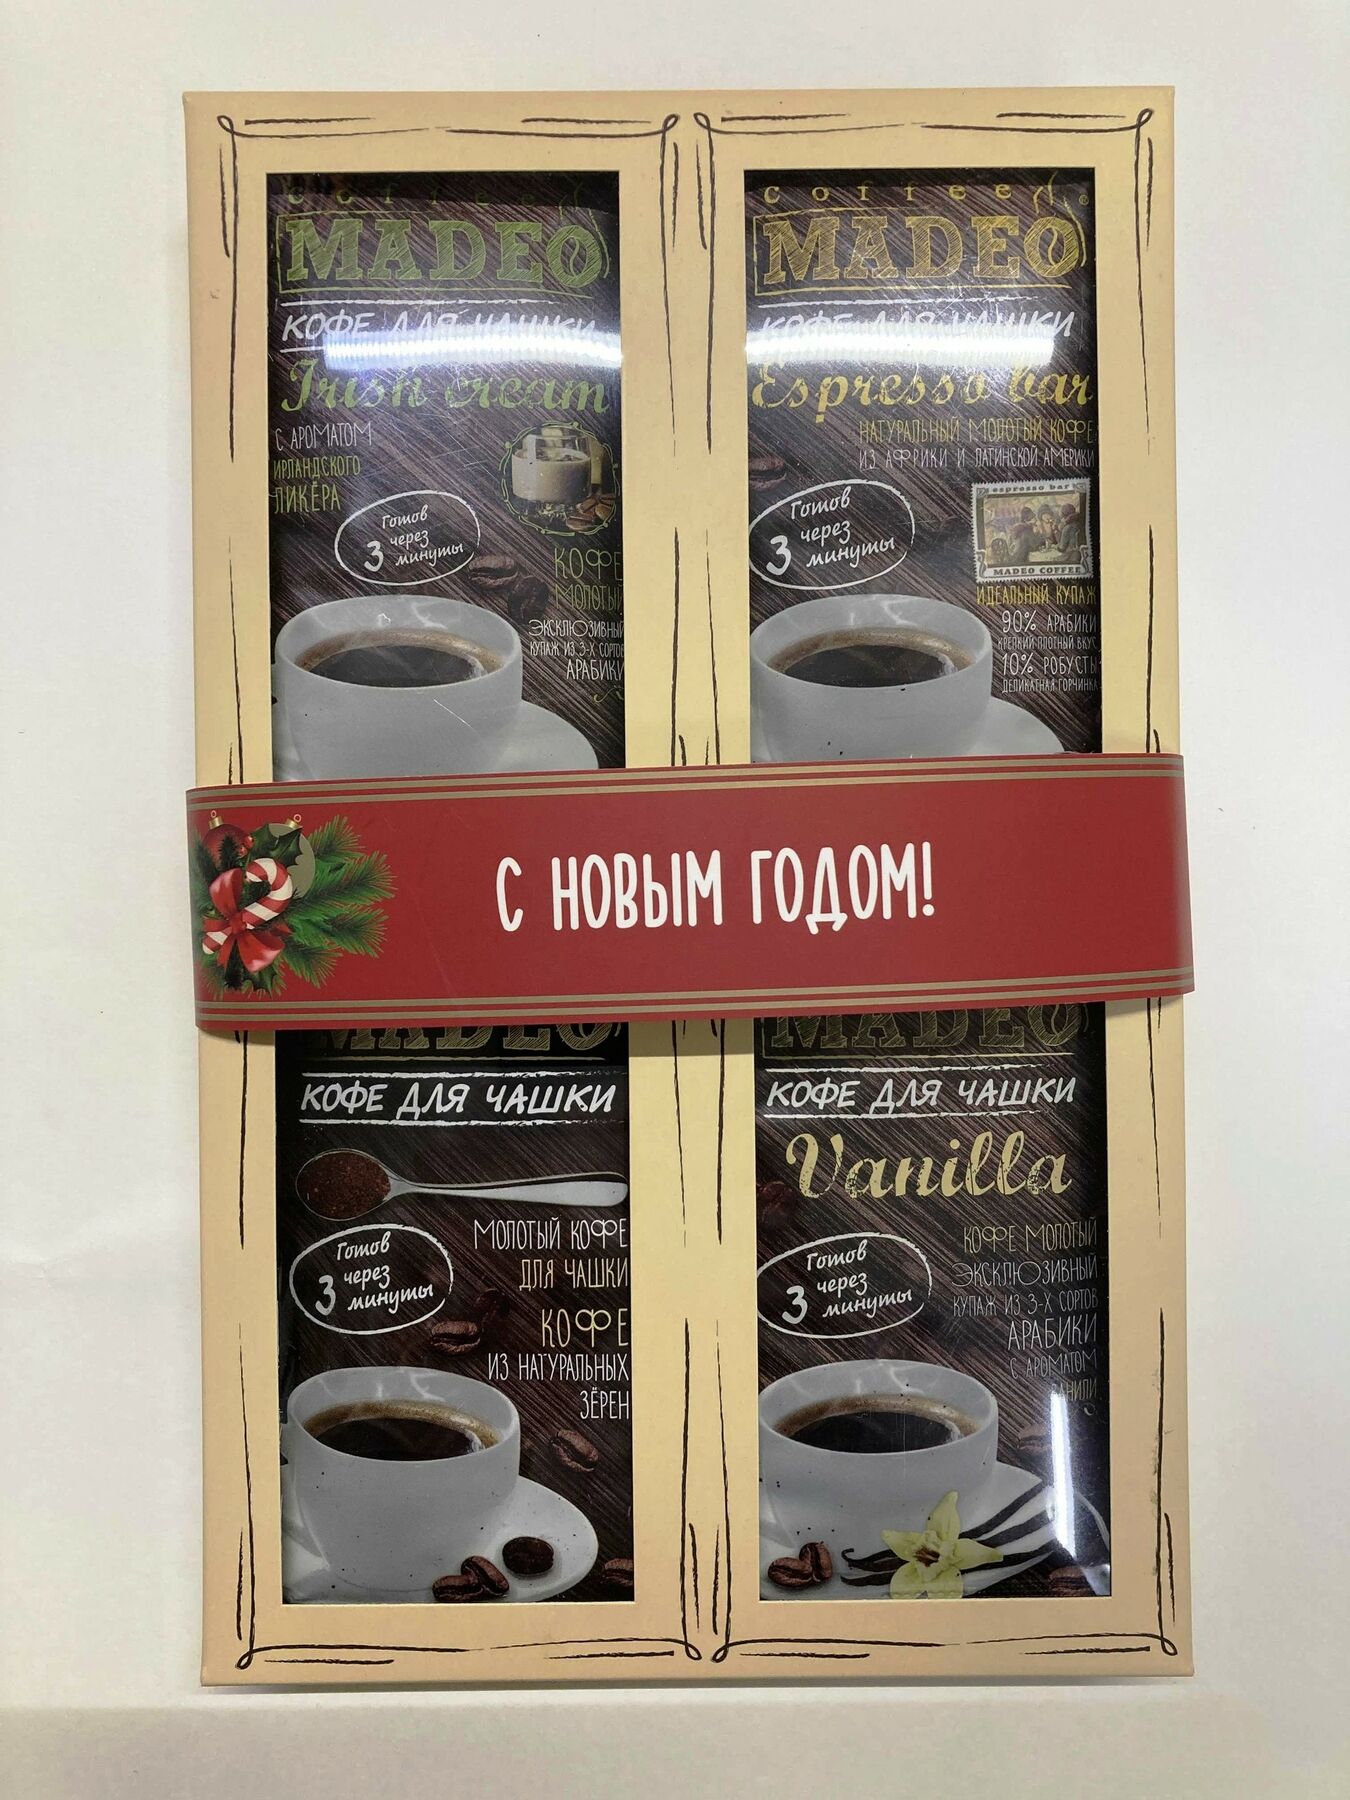 Coffee
MADEO
КОФЕ ДЛЯ ЧАШКИ
Irish cream
С АРОМАТОМ
ИРЛАНДСКОГО
ЛИКЁРА
Готов
через
3 минуты
КОФЕ
МОЛОТЫЙ
ЭКСКЛЮЗИВНЫЙ
КУПАЖ ИЗ 3-Х СОРТОВ
АРАБИКИ
Coffee
MADEO®
КОФЕ ДЛЯ ЧАШКИ
Espresso bar
НАТУРАЛЬНЫЙ МОЛОТЫЙ КОФЕ
ИЗ АФРИКИ И ЛАТИНСКОЙ АМЕРИКИ
Готов
через
3 минуты
espresso bar
MADEO COFFEE
ИДЕАЛЬНЫЙ КУПАЖ
90% АРАБИКИ
КРЕПКИЙ ПЛОТНЫЙ ВКУС
10% РОБУСТЫ
ДЕЛИКАТНАЯ ГОРЧИНКА
С НОВЫМ ГОДОМ!
MADEO
КОФЕ ДЛЯ ЧАШКИ
Готов
через
3 минуты
МОЛОТЫЙ КОФЕ
ДЛЯ ЧАШКИ
КОФЕ
ИЗ НАТУРАЛЬНЫХ
ЗЁРЕН
MADEO
КОФЕ ДЛЯ ЧАШКИ
Vanilla
Готов
через
3 минуты
КОФЕ МОЛОТЫЙ
ЭКСКЛЮЗИВНЫЙ
КУПАЖ ИЗ 3-Х СОРТОВ
АРАБИКИ
С АРОМАТОМ
ВАНИЛИ